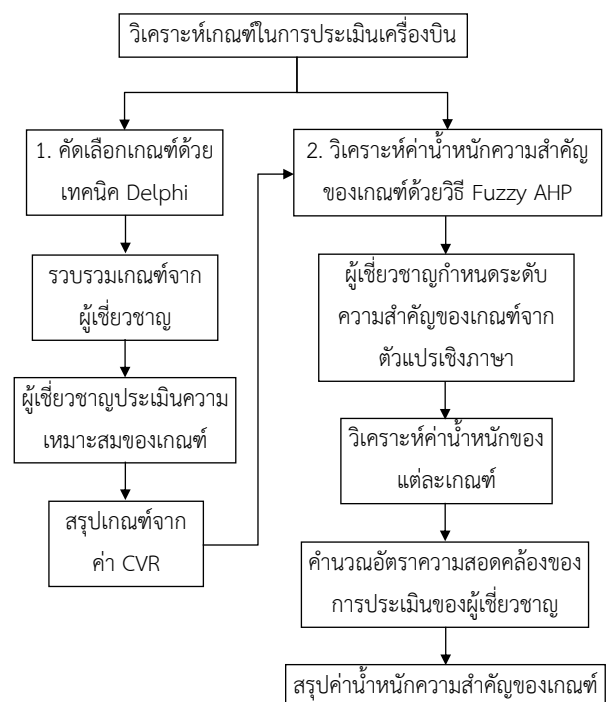 วิเคราะห์เกณฑ์ในการประเมินเครื่องบิน
1. คัดเลือกเกณฑ์ด้วย
เทคนิค Delphi
รวบรวมเกณฑ์จาก
ผู้เชี่ยวชาญ
ผู้เชี่ยวชาญประเมินความ
เหมาะสมของเกณฑ์
สรุปเกณฑ์จาก
ค่า CVR
2. วิเคราะห์ค่าน้ำหนักความสำคัญ
ของเกณฑ์ด้วยวิธี Fuzzy AHP
ผู้เชี่ยวชาญกำหนดระดับ
ความสำคัญของเกณฑ์จาก
ตัวแปรเชิงภาษา
วิเคราะห์ค่าน้ำหนักของ
แต่ละเกณฑ์
คำนวณอัตราความสอดคล้องของ
การประเมินของผู้เชี่ยวชาญ
สรุปค่าน้ำหนักความสำคัญของเกณฑ์